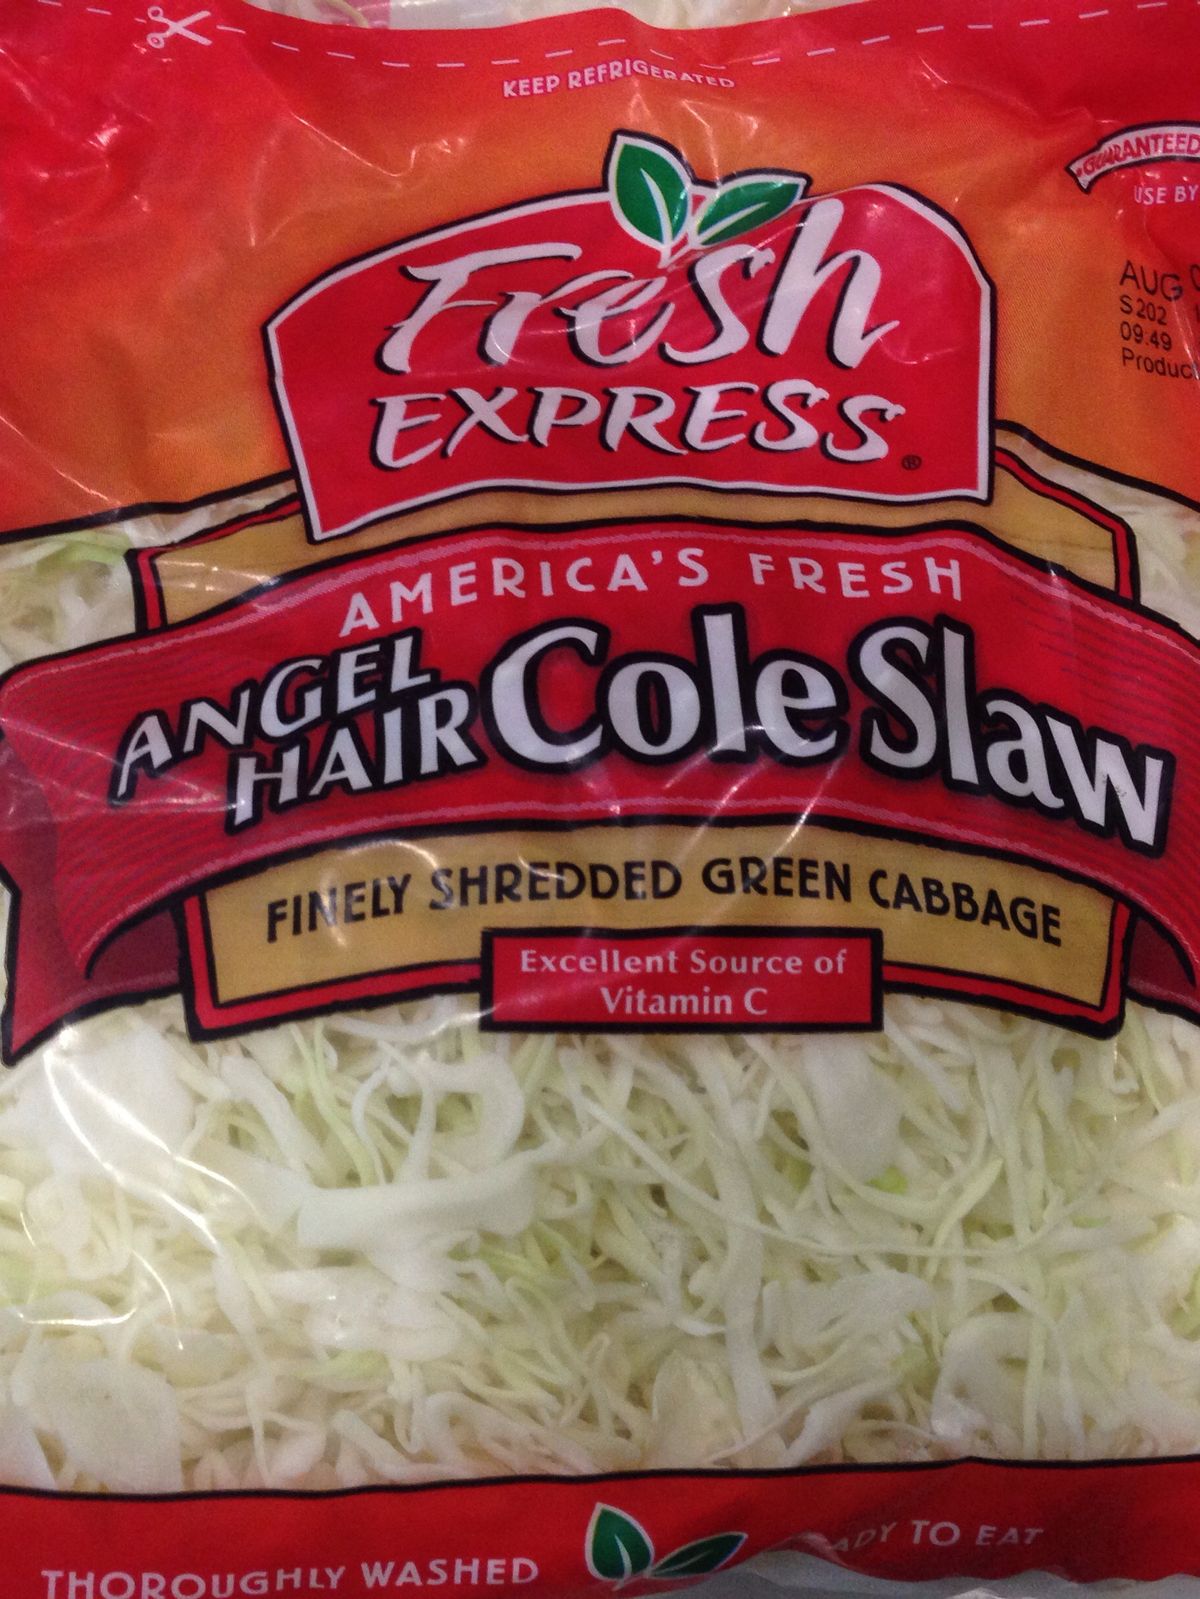 KEEP REFRIGERATED
GUARANTEED
USE BY
AUG
S202
09:49
Fresh
EXPRESS®
AMERICA'S FRESH
ANGEL
HAIR Cole Slaw
FINELY SHREDDED GREEN CABBAGE
Excellent Source of
Vitamin C
THOROUGHLY WASHED
TO EAT